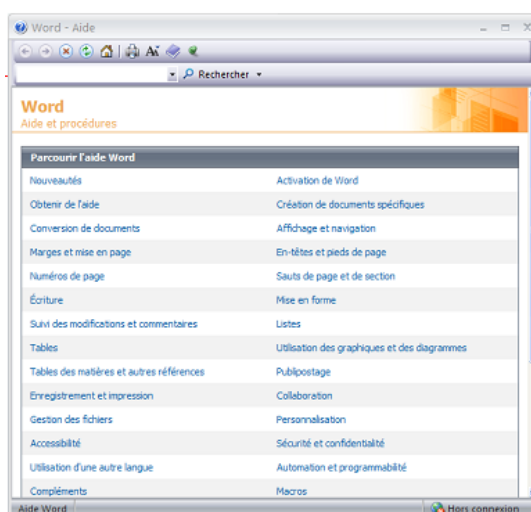 Word - Aide
Rechercher
Word
Aide et procédures
Parcourir l'aide Word
Nouveautés Activation de Word
Obtenir de l'aide Création de documents spécifiques
Conversion de documents Affichage et navigation
Marges et mise en page En-têtes et pieds de page
Numéros de page Sauts de page et de section
Écriture Mise en forme
Suivi des modifications et commentaires Listes
Tables Utilisation des graphiques et des diagrammes
Tables des matières et autres références Publipostage
Enregistrement et impression Collaboration
Gestion des fichiers Personnalisation
Accessibilité Sécurité et confidentialité
Utilisation d'une autre langue Automation et programmabilité
Compléments Macros
Aide Word Hors connexion